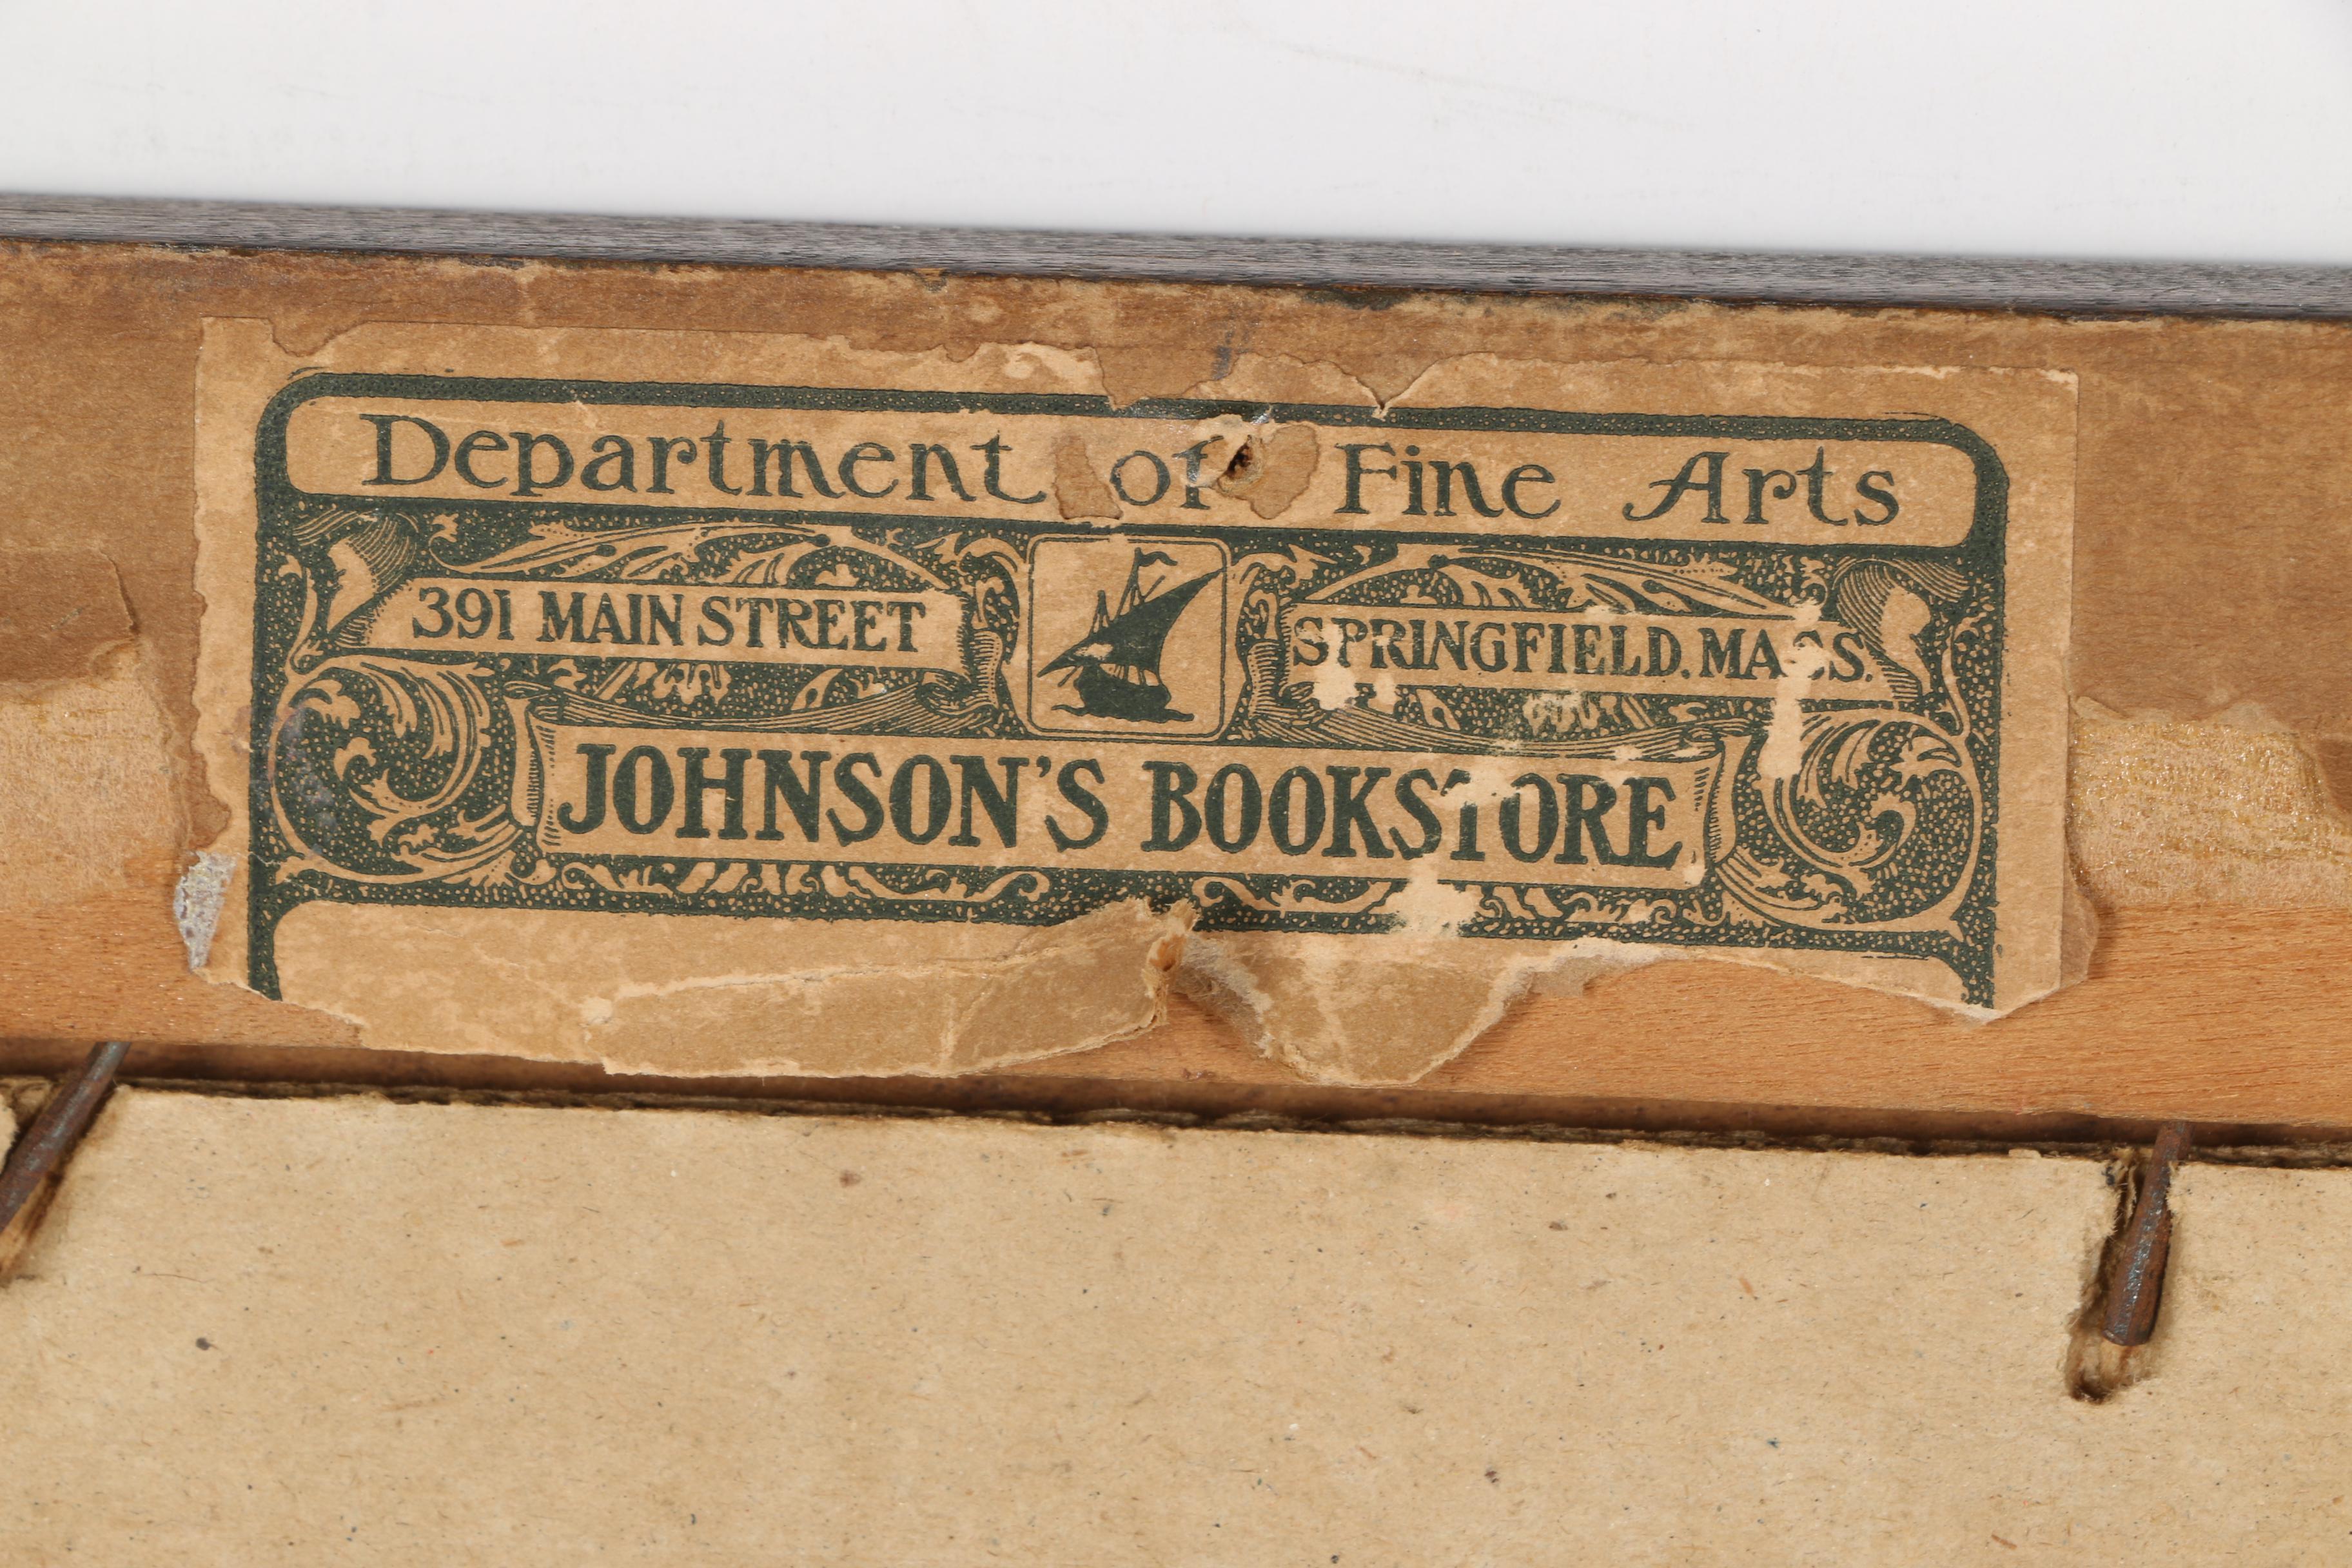 Department of Fine Arts
391 MAIN STREET
SPRINGFIELD. MASS.
JOHNSON'S BOOKSTORE